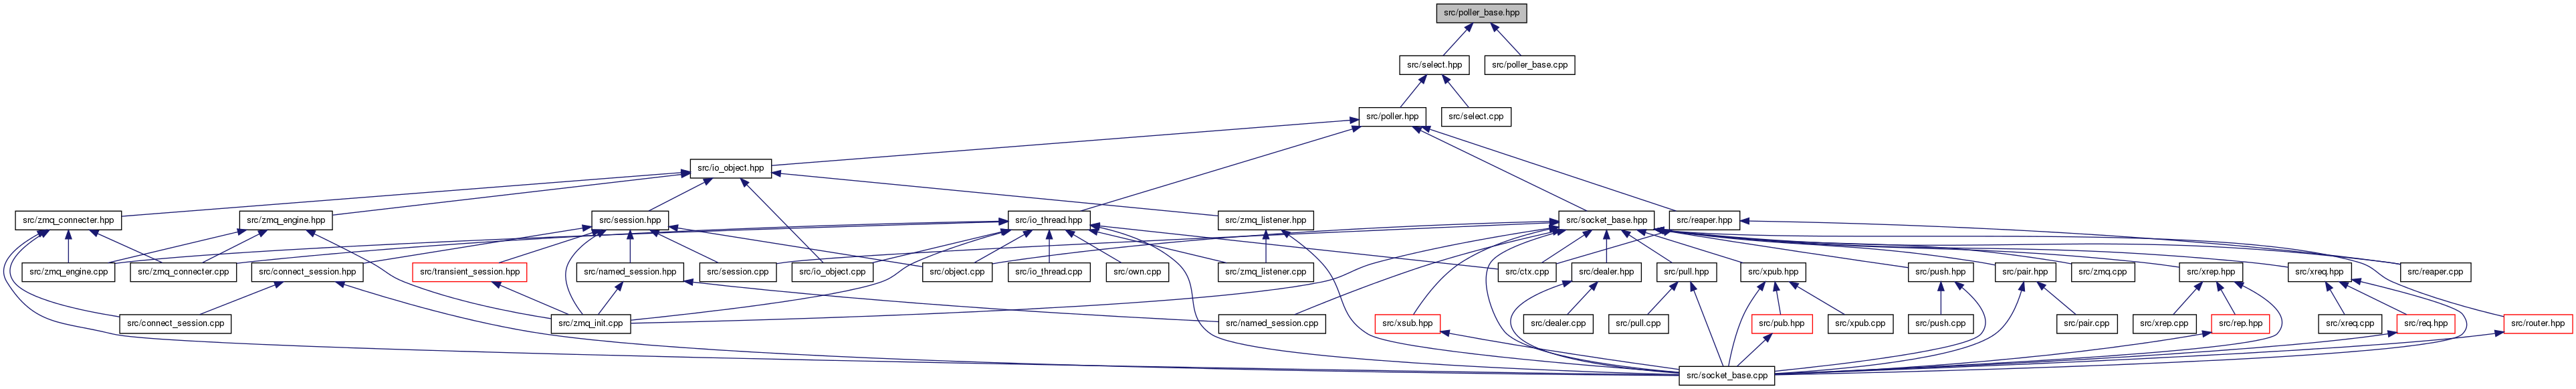 src/poller_base.hpp
src/select.hpp
src/poller_base.cpp
src/poller.hpp
src/select.cpp
src/io_object.hpp
src/zmq_connecter.hpp
src/zmq_engine.hpp
src/session.hpp
src/io_thread.hpp
src/zmq_listener.hpp
src/socket_base.hpp
src/reaper.hpp
src/zmq_engine.cpp
src/zmq_connecter.cpp
src/connect_session.hpp
src/transient_session.hpp
src/named_session.hpp
src/session.cpp
src/io_object.cpp
src/object.cpp
src/io_thread.cpp
src/own.cpp
src/zmq_listener.cpp
src/ctx.cpp
src/dealer.hpp
src/pull.hpp
src/xpub.hpp
src/push.hpp
src/pair.hpp
src/zmq.cpp
src/xrep.hpp
src/xreq.hpp
src/reaper.cpp
src/connect_session.cpp
src/zmq_init.cpp
src/named_session.cpp
src/xsub.hpp
src/dealer.cpp
src/pull.cpp
src/pub.hpp
src/xpub.cpp
src/push.cpp
src/pair.cpp
src/xrep.cpp
src/rep.hpp
src/xreq.cpp
src/req.hpp
src/router.hpp
src/socket_base.cpp